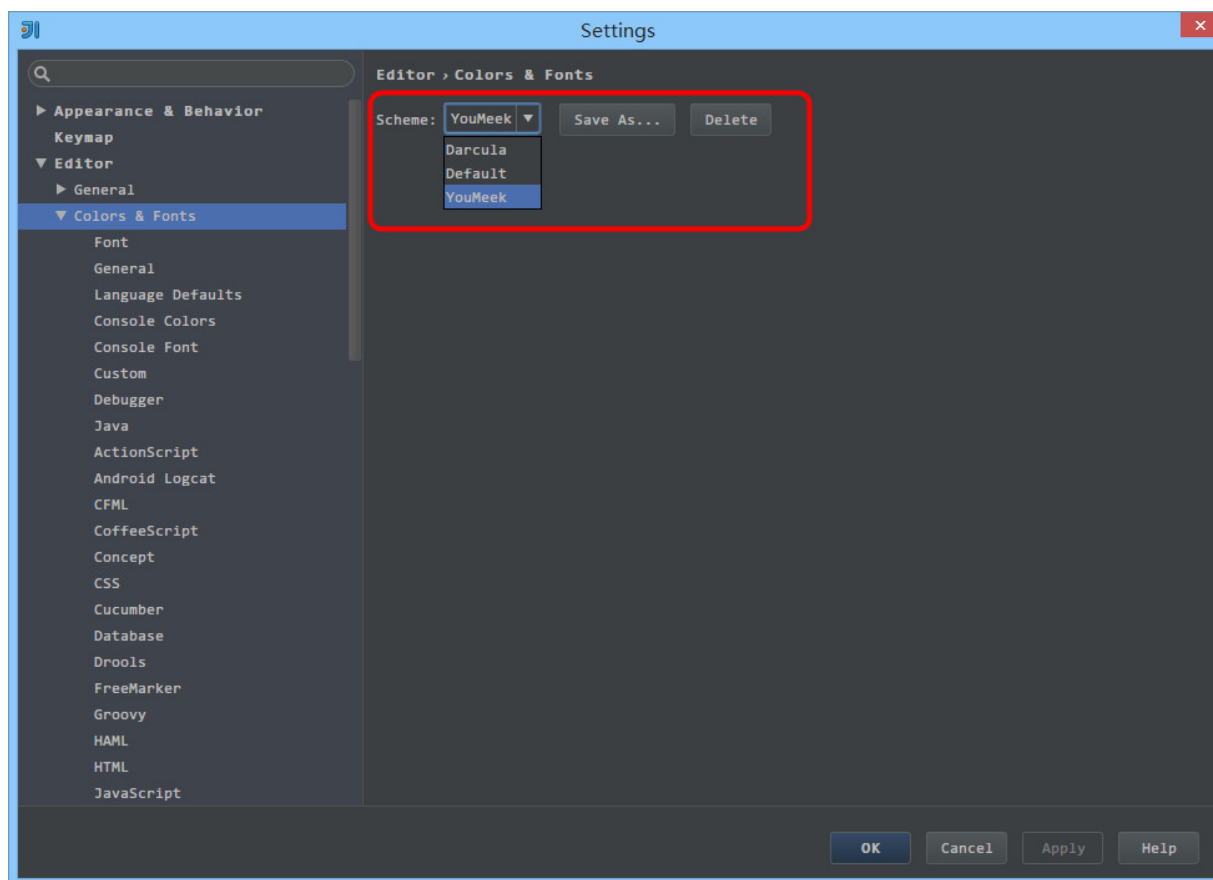 Settings
Editor › Colors & Fonts
Appearance & Behavior
Keymap
Editor
General
Colors & Fonts
Font
General
Language Defaults
Console Colors
Console Font
Custom
Debugger
Java
ActionScript
Android Logcat
CFML
CoffeeScript
Concept
CSS
Cucumber
Database
Drools
FreeMarker
Groovy
HAML
HTML
JavaScript
Scheme: YouMeek Save As... Delete
Darcula
Default
YouMeek
OK Cancel Apply Help